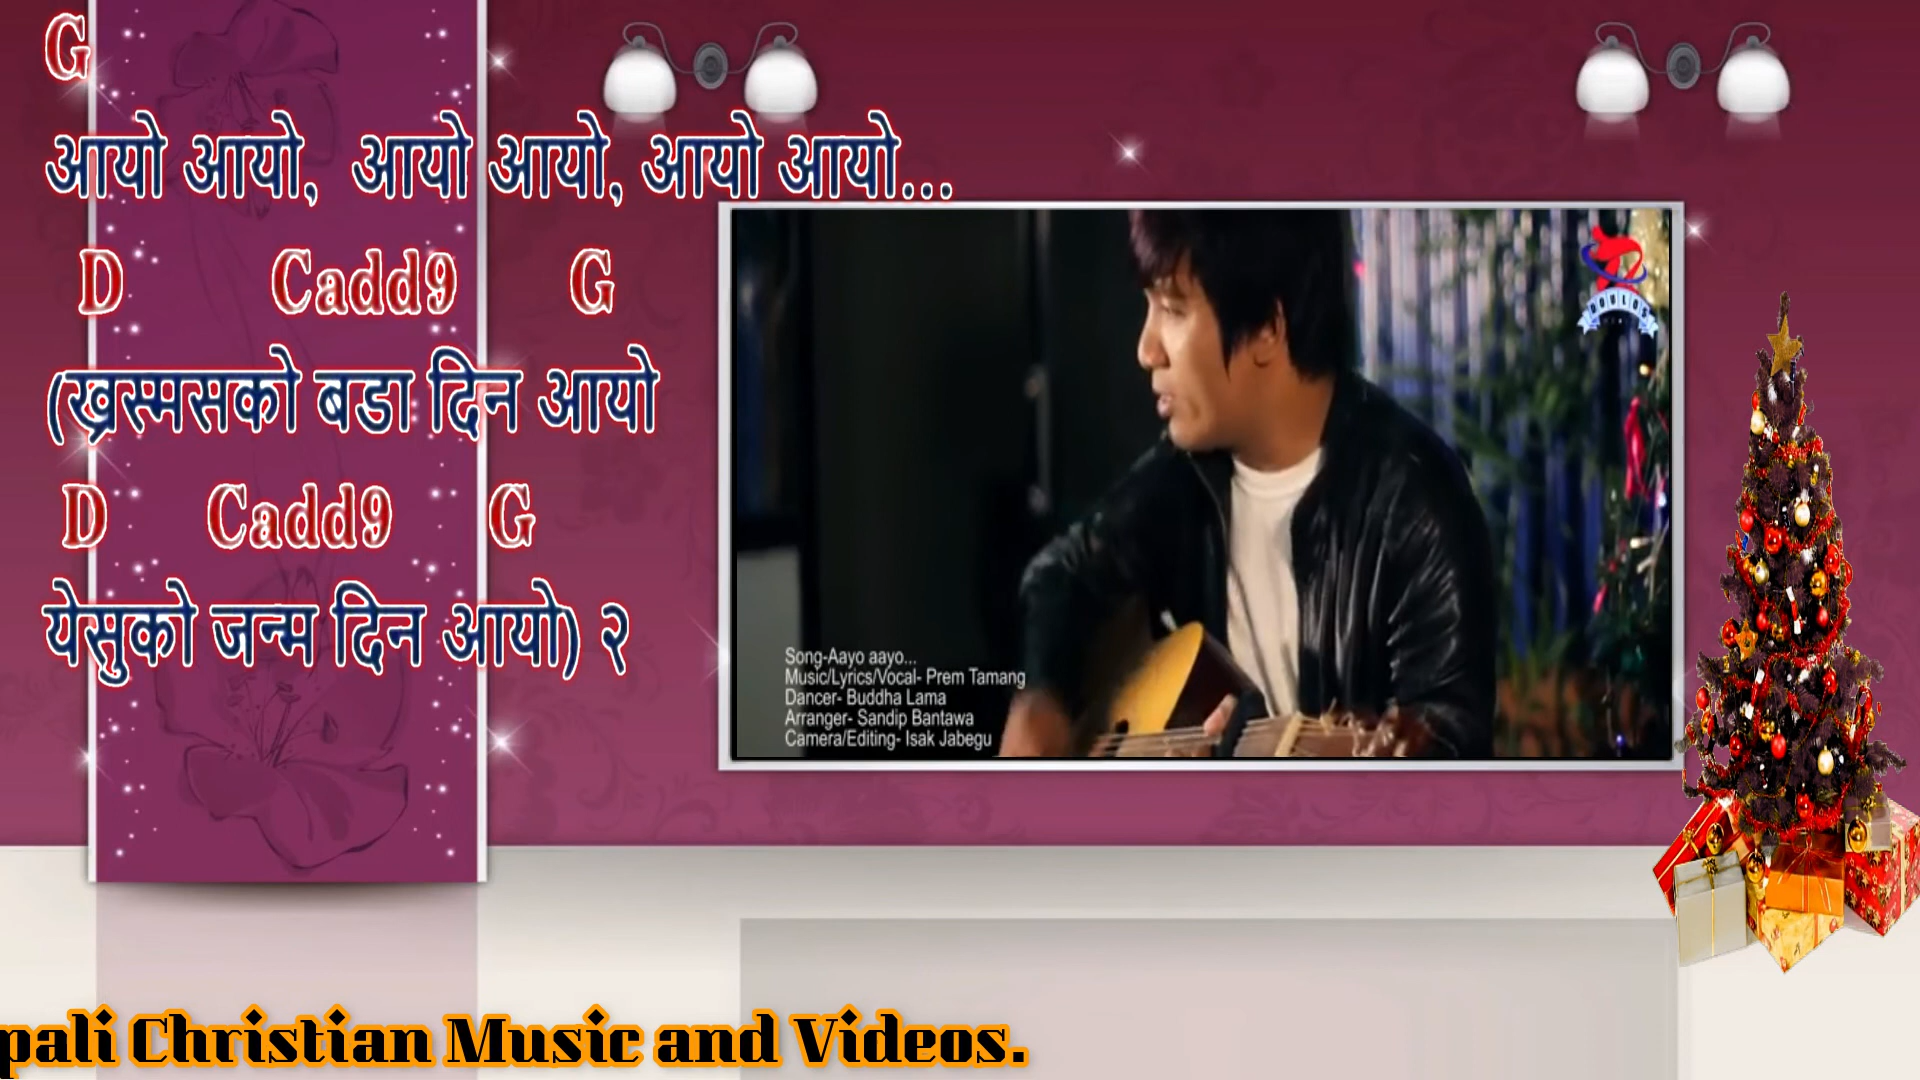 G
आयो आयो, आयो आयो, आयो आयो...
D Cadd9 G
(ख्रस्मसको बडा दिन आयो
D Cadd9 G
येसुको जन्म दिन आयो) २
DOULOS
Song-Aayo aayo...
Music/Lyrics/Vocal- Prem Tamang
Dancer- Buddha Lama
Arranger- Sandip Bantawa
Camera/Editing- Isak Jabegu
pali Christian Music and Videos.